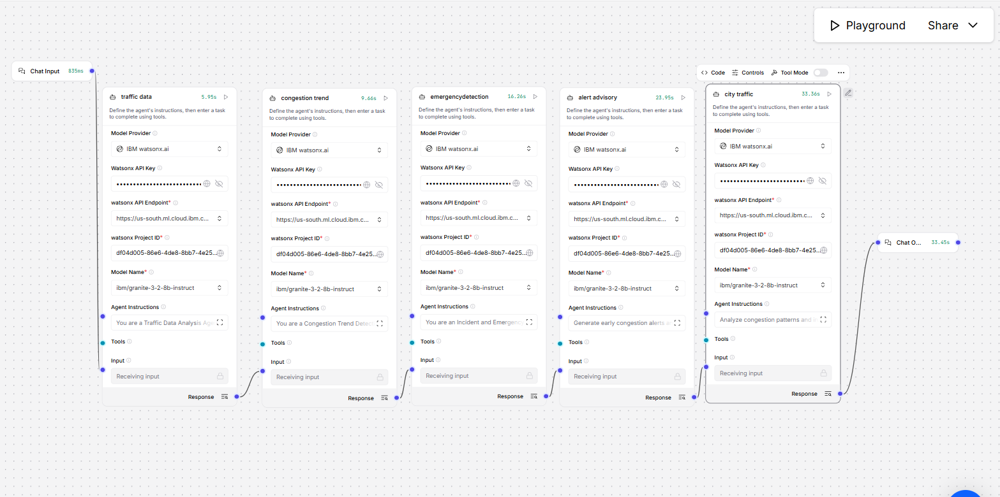 Playground
Share
Chat Input 835ms
traffic data 5.95s
Define the agent's instructions, then enter a task
to complete using tools.
Model Provider
IBM watsonx.ai
Watsonx API Key
••••••••••••••••••••••••••
watsonx API Endpoint*
https://us-south.ml.cloud.ibm.c...
watsonx Project ID*
df04d005-86e6-4de8-8bb7-4e25...
Model Name*
ibm/granite-3-2-8b-instruct
Agent Instructions
You are a Traffic Data Analysis Age
Tools
Input
Receiving input
Response
congestion trend 9.66s
Define the agent's instructions, then enter a task
to complete using tools.
Model Provider
IBM watsonx.ai
Watsonx API Key
••••••••••••••••••••••••••
watsonx API Endpoint*
https://us-south.ml.cloud.ibm.c...
watsonx Project ID*
df04d005-86e6-4de8-8bb7-4e25...
Model Name*
ibm/granite-3-2-8b-instruct
Agent Instructions
You are a Congestion Trend Detect
Tools
Input
Receiving input
Response
emergencydetection 16.26s
Define the agent's instructions, then enter a task
to complete using tools.
Model Provider
IBM watsonx.ai
Watsonx API Key
••••••••••••••••••••••••••
watsonx API Endpoint*
https://us-south.ml.cloud.ibm.c...
watsonx Project ID*
df04d005-86e6-4de8-8bb7-4e25...
Model Name*
ibm/granite-3-2-8b-instruct
Agent Instructions
You are an Incident and Emergency
Tools
Input
Receiving input
Response
alert advisory 23.95s
Define the agent's instructions, then enter a task
to complete using tools.
Model Provider
IBM watsonx.ai
Watsonx API Key
••••••••••••••••••••••••••
watsonx API Endpoint*
https://us-south.ml.cloud.ibm.c...
watsonx Project ID*
df04d005-86e6-4de8-8bb7-4e25...
Model Name*
ibm/granite-3-2-8b-instruct
Agent Instructions
Generate early congestion alerts
Tools
Input
Receiving input
Response
Code Controls Tool Mode
city traffic 33.36s
Define the agent's instructions, then enter a task
to complete using tools.
Model Provider
IBM watsonx.ai
Watsonx API Key
••••••••••••••••••••••••••
watsonx API Endpoint*
https://us-south.ml.cloud.ibm.c...
watsonx Project ID*
df04d005-86e6-4de8-8bb7-4e25...
Model Name*
ibm/granite-3-2-8b-instruct
Agent Instructions
Analyze congestion patterns and
Tools
Input
Receiving input
Response
Chat O... 33.45s